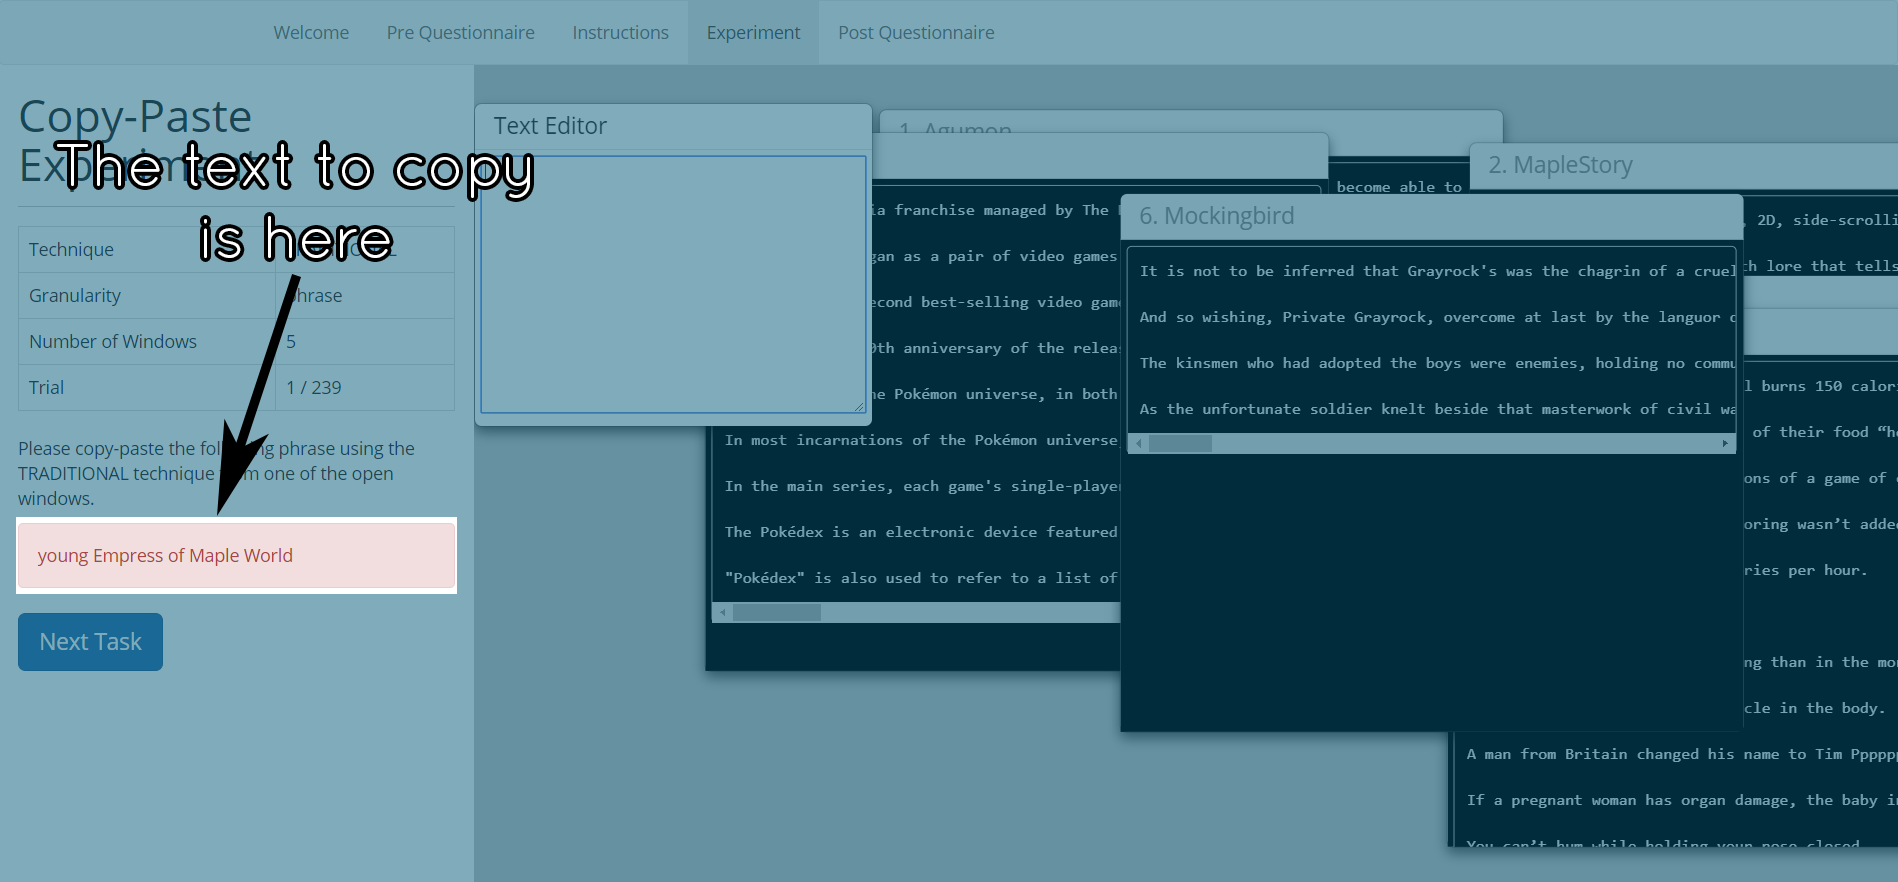 Welcome
Pre Questionnaire
Instructions
Experiment
Post Questionnaire
Copy-Paste
Experiment
The text to copy
is here
Technique
Granularity
phrase
Number of Windows
5
Trial
1 / 239
Please copy-paste the following phrase using the
TRADITIONAL technique from one of the open
windows.
young Empress of Maple World
Next Task
Text Editor
1. Agumon
become able to
2. MapleStory
, 2D, side-scrolli
th lore that tells
ia franchise managed by The
gan as a pair of video games
econd best-selling video gam
0th anniversary of the relea
he Pokémon universe, in both
In most incarnations of the Pokémon universe
In the main series, each game's single-playe
The Pokédex is an electronic device featured
"Pokédex" is also used to refer to a list of
6. Mockingbird
It is not to be inferred that Grayrock's was the chagrin of a cruel
And so wishing, Private Grayrock, overcome at last by the languor
The kinsmen who had adopted the boys were enemies, holding no commu
As the unfortunate soldier knelt beside that masterwork of civil wa
l burns 150 calori
of their food “he
ons of a game of
oring wasn’t added
ries per hour.
ng than in the mo
cle in the body.
A man from Britain changed his name to Tim Pppppp
If a pregnant woman has organ damage, the baby i
You can’t hum while holding your nose closed.